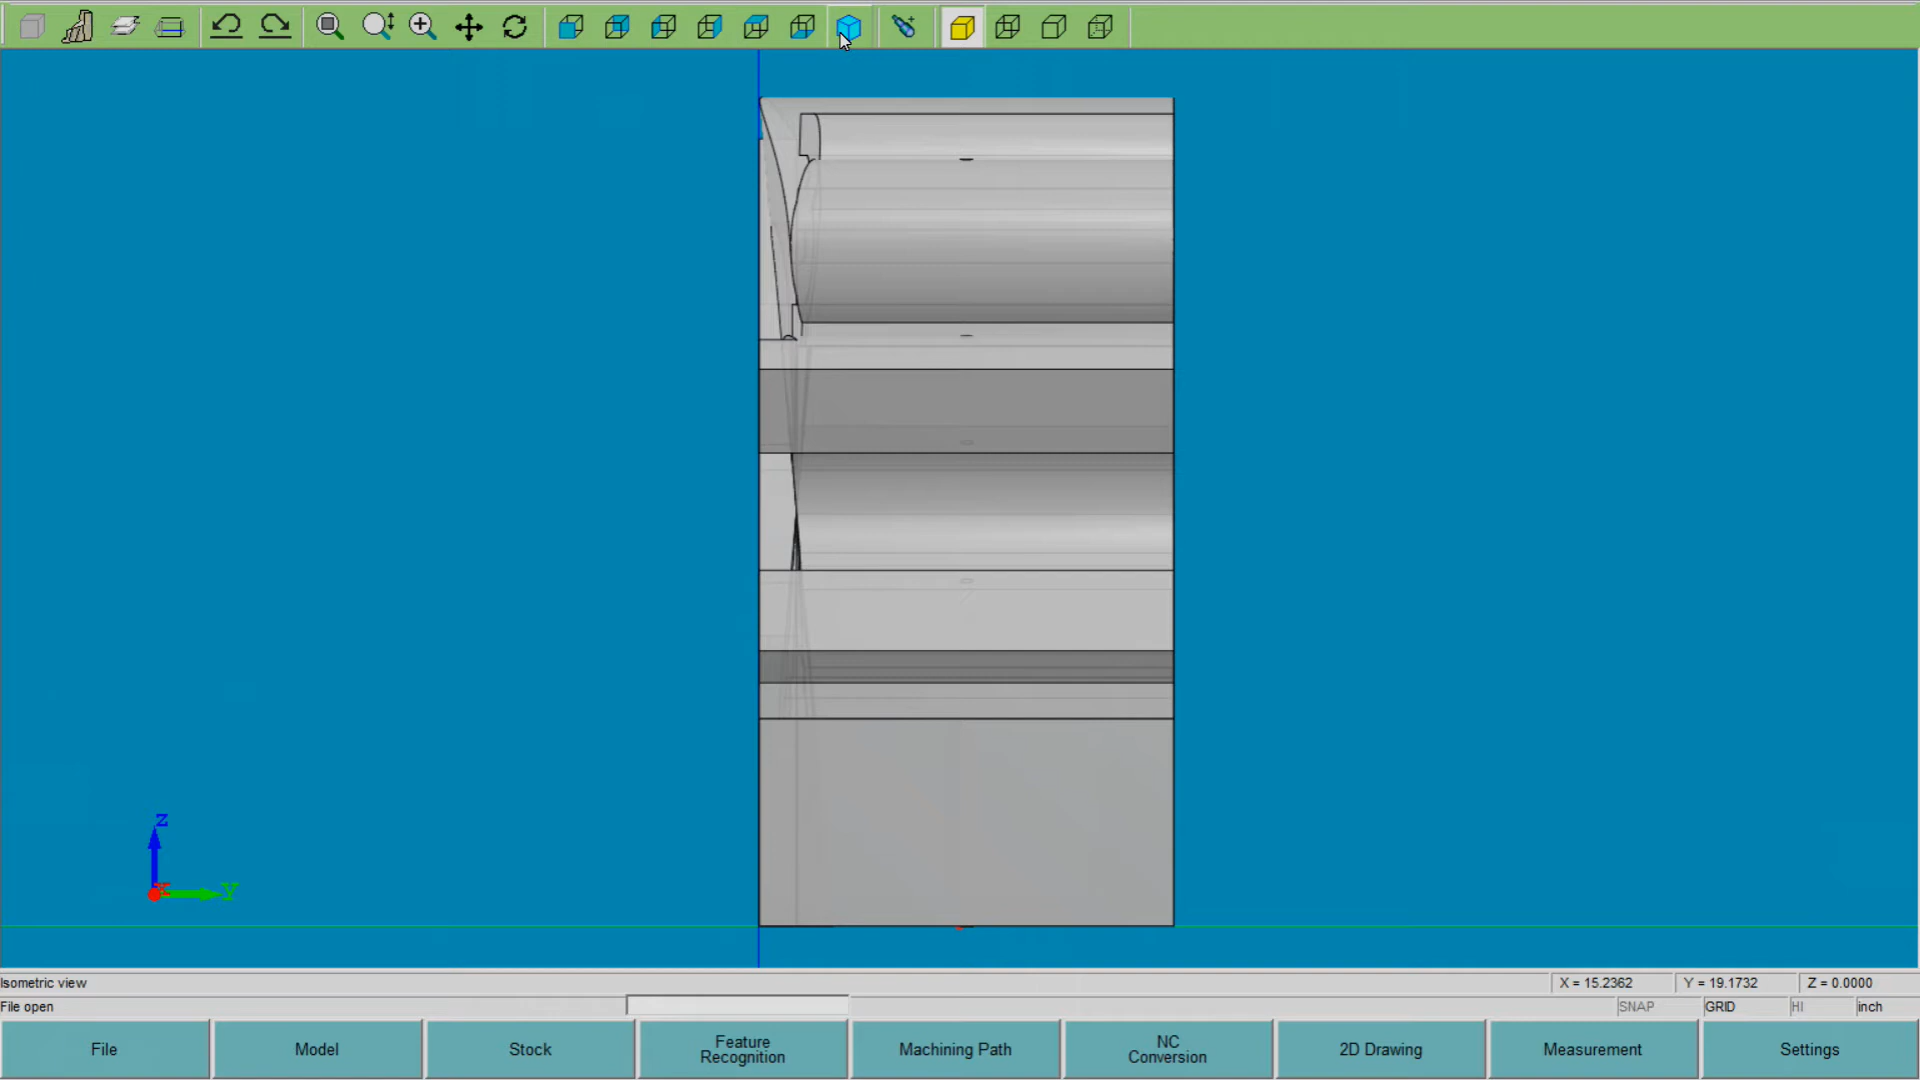 Z
X
Y
Isometric view
X = 15.2362
Y = 19.1732
Z = 0.0000
File open
SNAP
GRID
HI
inch
File
Model
Stock
Feature
Recognition
Machining Path
NC
Conversion
2D Drawing
Measurement
Settings